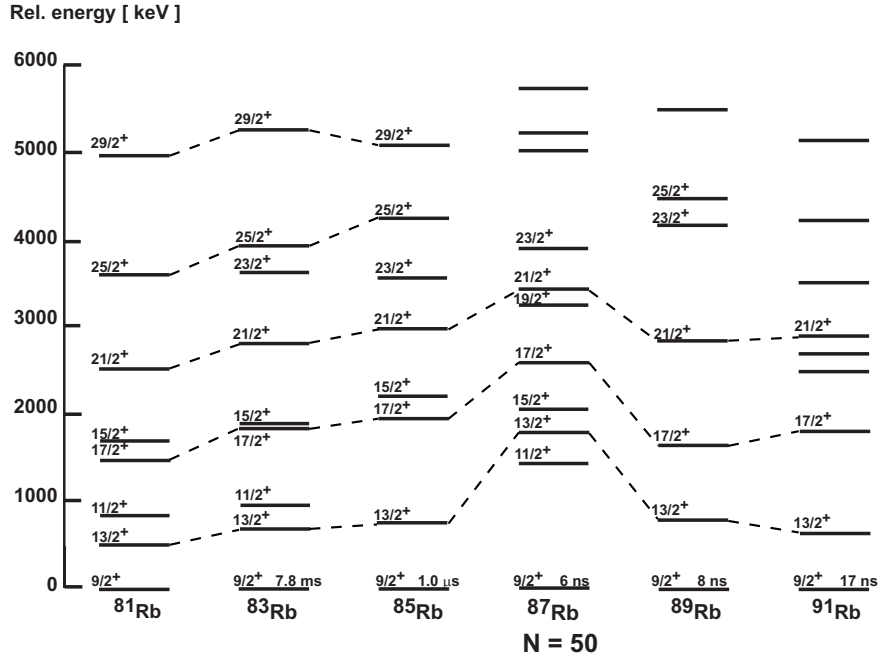 Rel. energy [ keV ]
6000
29/2+ 29/2+ 29/2+
5000
25/2+
25/2+ 23/2+
4000 25/2+ 23/2+
25/2+ 23/2+ 23/2+
21/2+
19/2+
3000 21/2+ 21/2+ 21/2+ 21/2+
21/2+
17/2+
2000 15/2+ 15/2+
15/2+ 17/2+ 13/2+ 17/2+
15/2+ 17/2+ 17/2+
17/2+ 11/2+
1000 11/2+
11/2+ 13/2+ 13/2+ 13/2+ 13/2+
13/2+
0 9/2+ 9/2+ 7.8 ms 9/2+ 1.0 μs 9/2+ 6 ns 9/2+ 8 ns 9/2+ 17 ns
81Rb 83Rb 85Rb 87Rb 89Rb 91Rb
N = 50